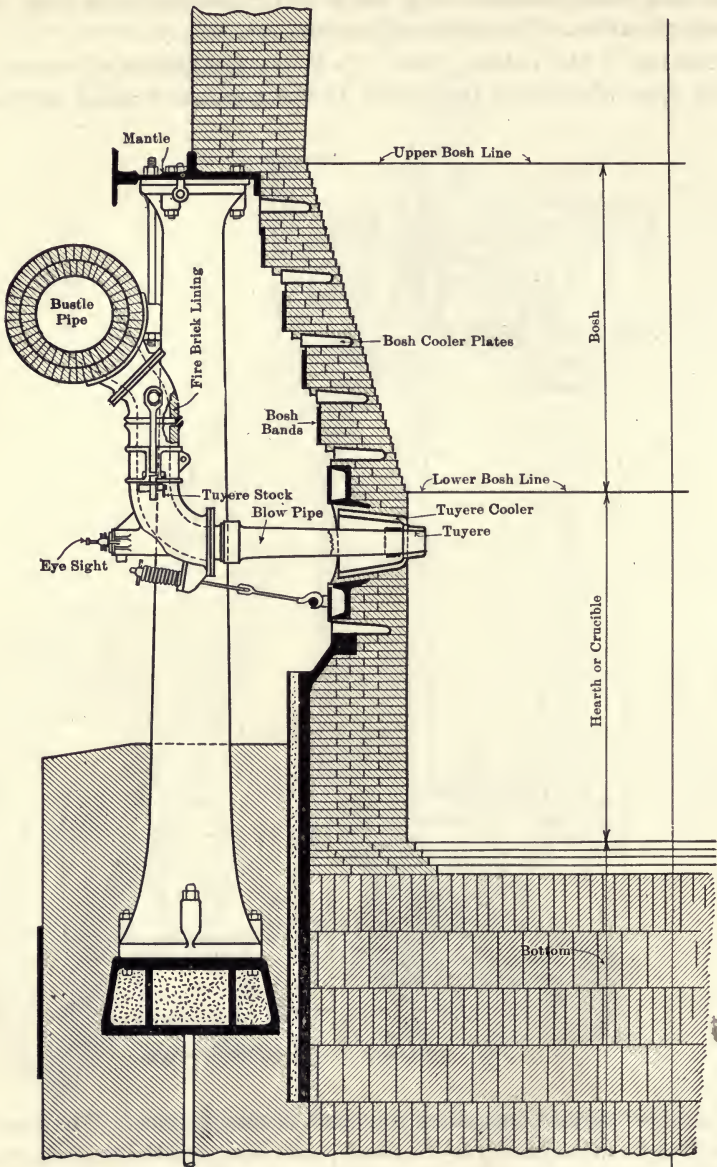 Mantle
Upper Bosh Line
Bustle
Pipe
Fire Brick Lining
Bosh
Bosh Cooler Plates
Bosh
Bands
Lower Bosh Line
Tuyere Stock
Tuyere Cooler
Blow Pipe
Tuyere
Eye Sight
Hearth or Crucible
Bottom